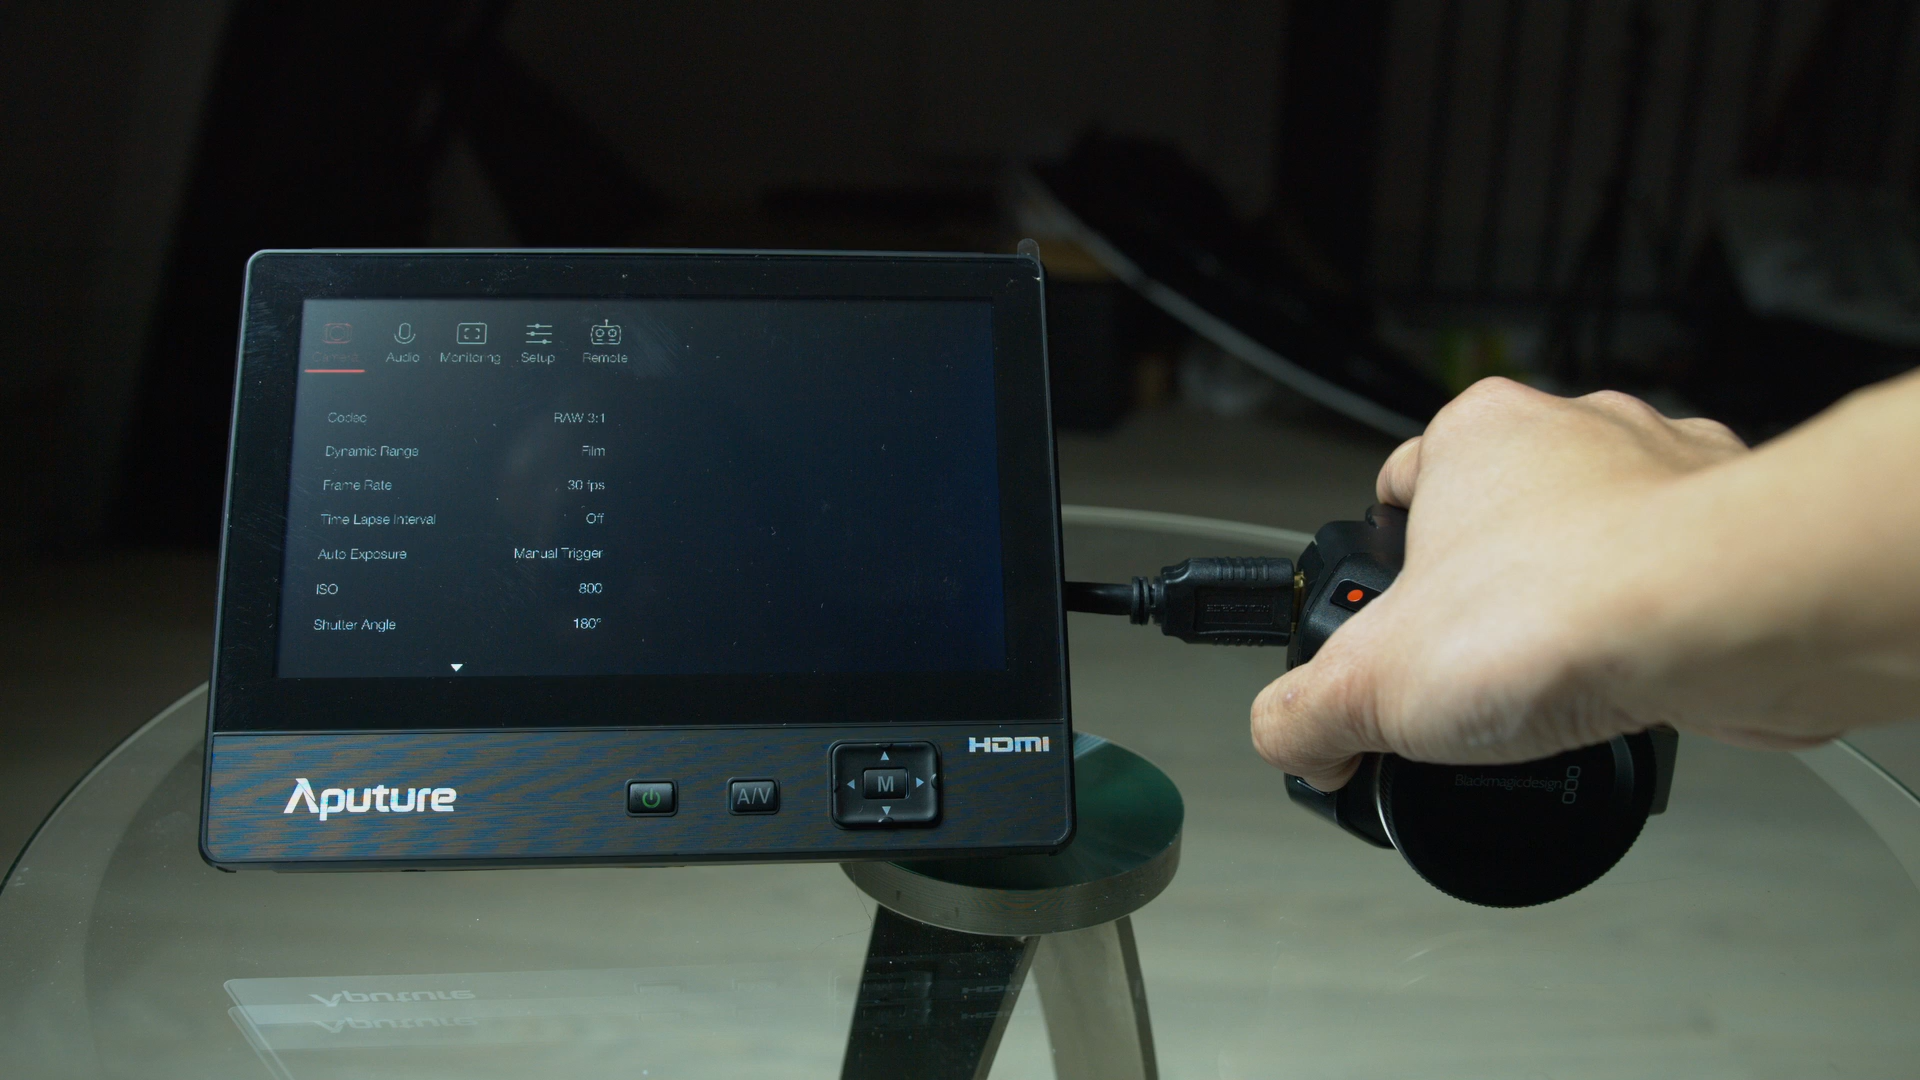 Camera Audio Monitoring Setup Remote
Codec RAW 3:1
Dynamic Range Film
Frame Rate 30 fps
Time Lapse Interval Off
Auto Exposure Manual Trigger
ISO 800
Shutter Angle 180°
HDMI
Aputure A/V M
Blackmagicdesign